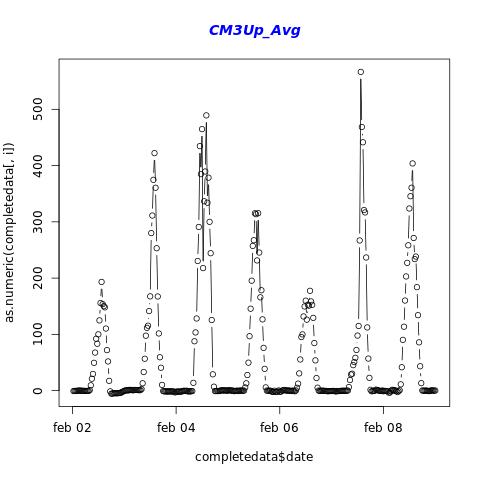 CM3Up_Avg
as.numeric(completedata[, i])
500
400
300
200
100
0
feb 02
feb 04
feb 06
feb 08
completedata$date